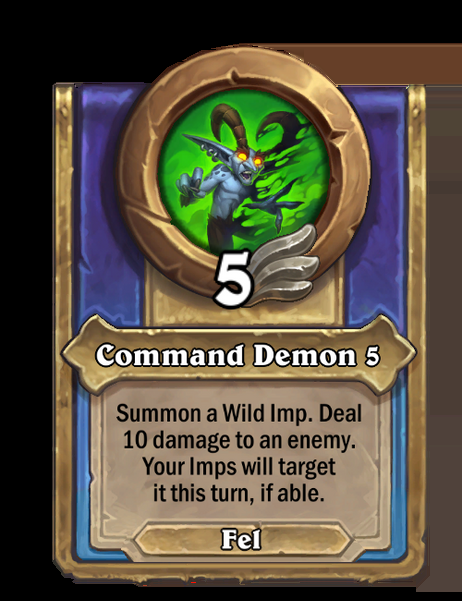 5
Command Demon 5
Summon a Wild Imp. Deal
10 damage to an enemy.
Your Imps will target
it this turn, if able.
Fel